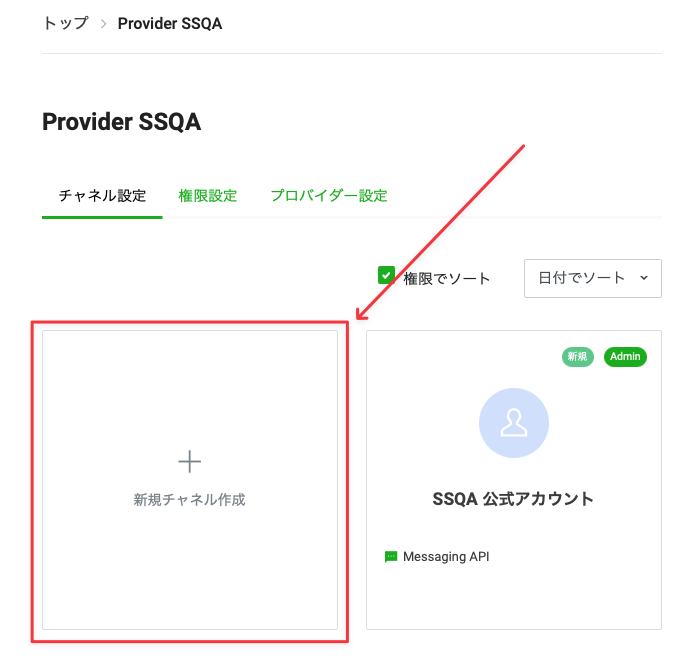 トップ > Provider SSQA
Provider SSQA
チャネル設定 権限設定 プロバイダー設定
権限でソート 日付でソート
新規 Admin
新規チャネル作成
SSQA 公式アカウント
Messaging API